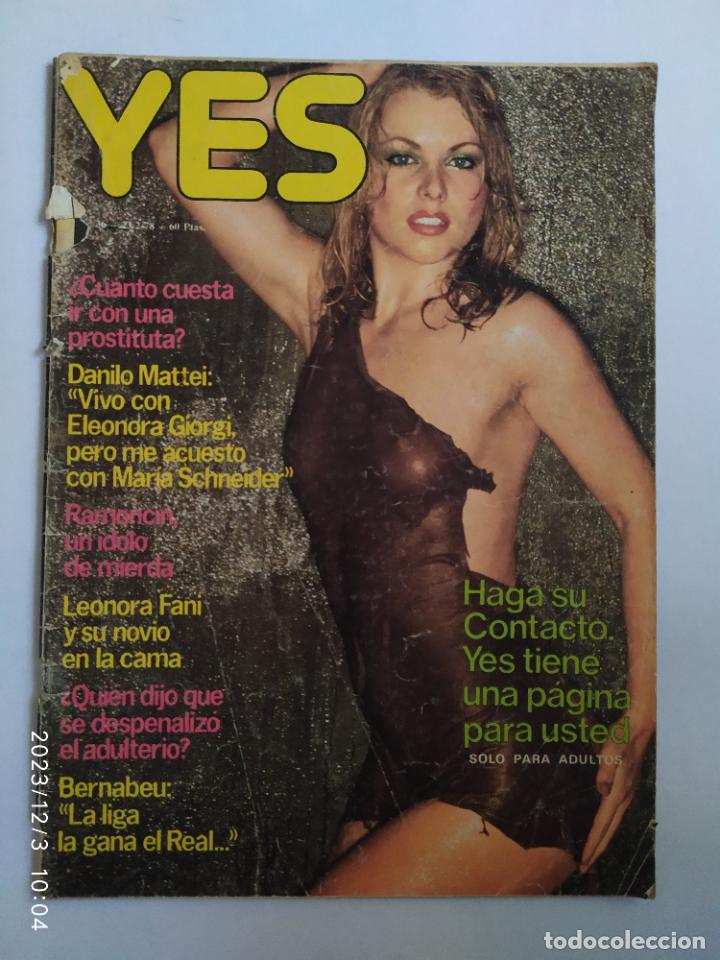 YES
60 Ptas.
¿Cuánto cuesta
ir con una
prostituta?
Danilo Mattei:
«Vivo con
Eleonora Giorgi,
pero me acuesto
con María Schneider»
Ramoncín,
un ídolo
de mierda
Leonora Fani
y su novio
en la cama
¿Quién dijo que
se despenalizó
el adulterio?
Bernabeu:
«La liga
la gana el Real...»
Haga su
Contacto.
Yes tiene
una página
para usted
SOLO PARA ADULTOS
2023/12/3 10:04
todocoleccion